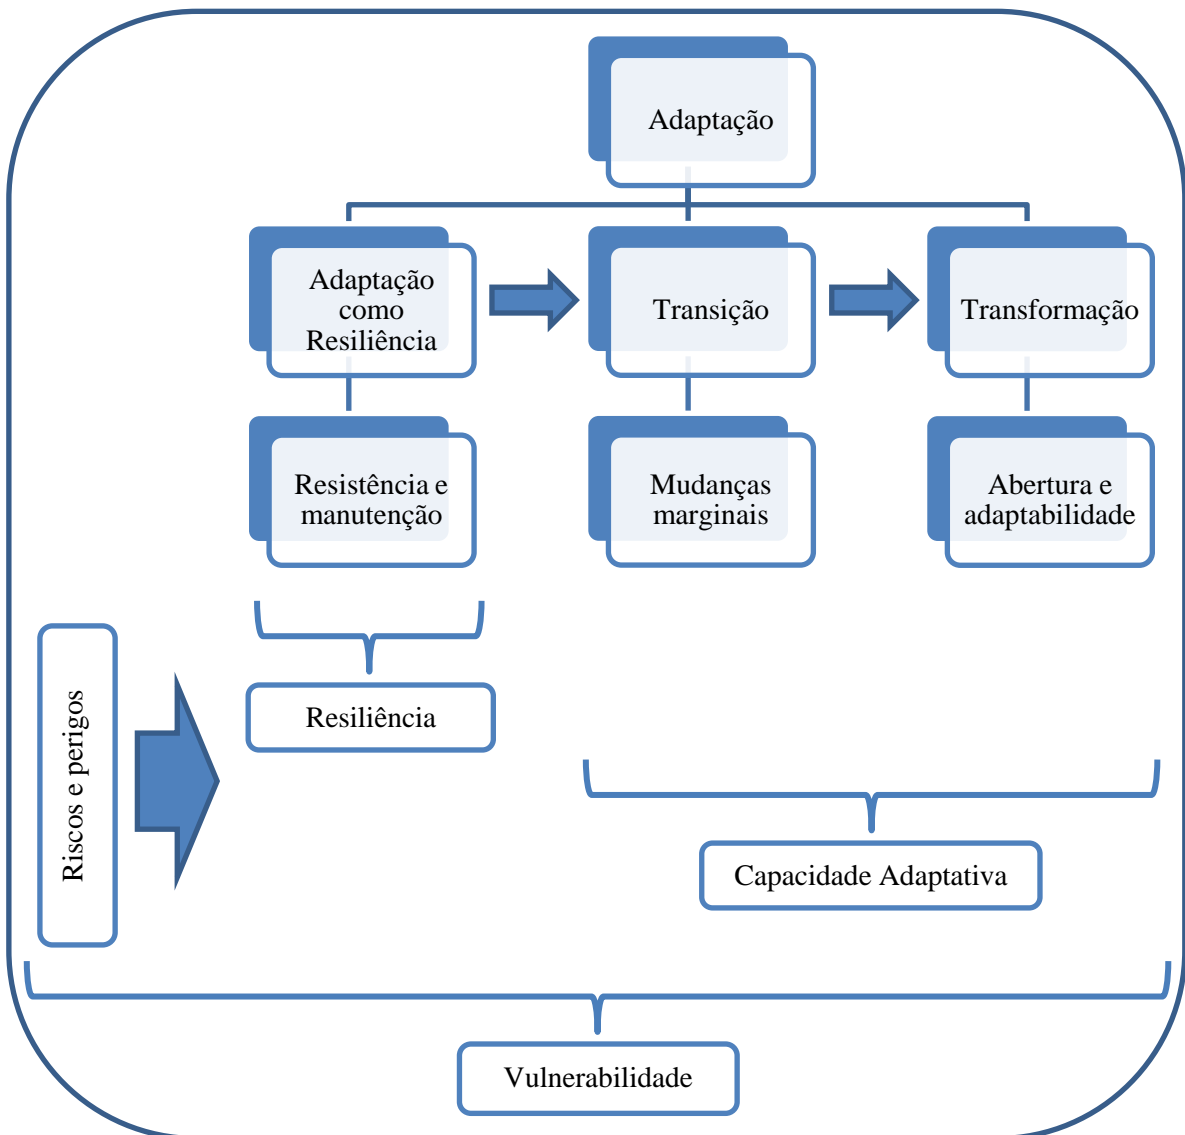 Adaptação
Adaptação
como
Resiliência
Transição
Transformação
Resistência e
manutenção
Mudanças
marginais
Abertura e
adaptabilidade
Riscos e perigos
Resiliência
Capacidade Adaptativa
Vulnerabilidade